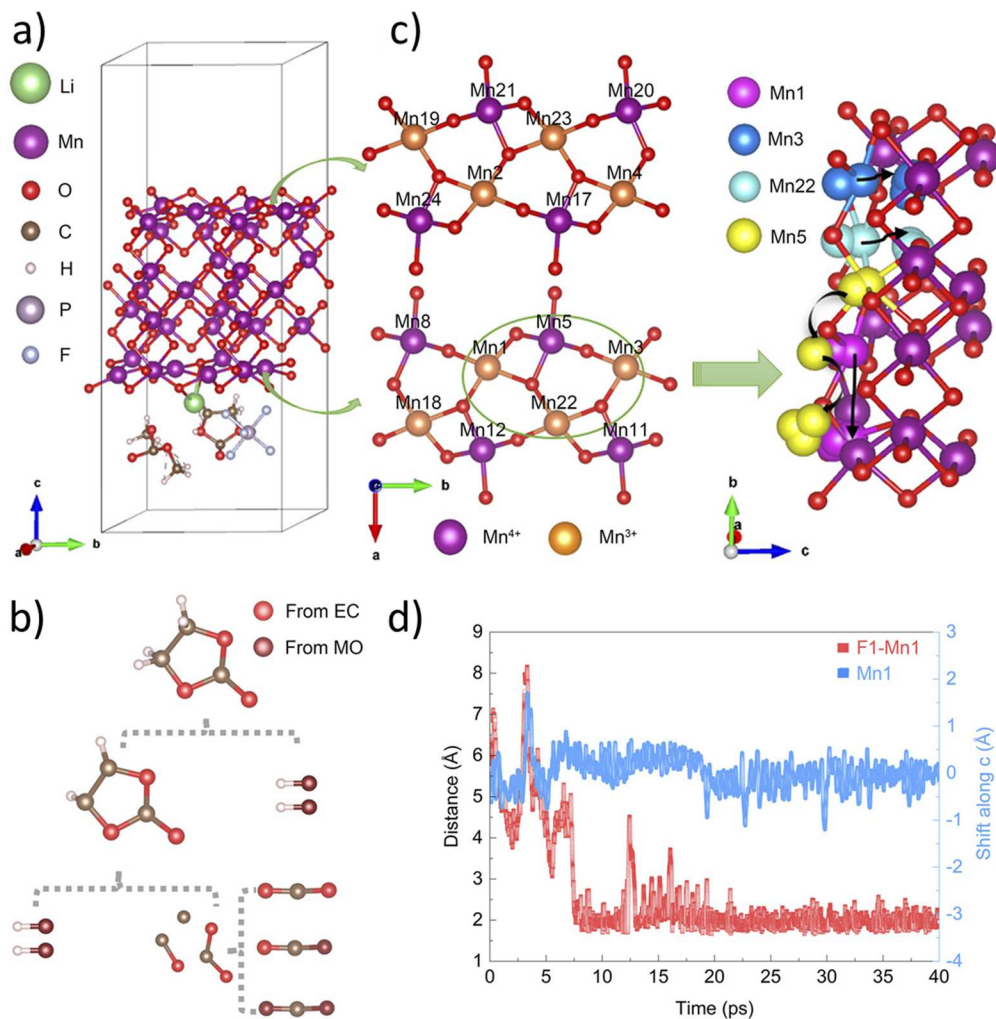 a)
Li
Mn
O
C
H
P
F
c
a
b
c)
Mn21
Mn20
Mn19
Mn23
Mn2
Mn4
Mn24
Mn17
Mn8
Mn5
Mn1
Mn3
Mn18
Mn22
Mn12
Mn11
b
a
Mn4+
Mn3+
Mn1
Mn3
Mn22
Mn5
b
a
c
b)
From EC
From MO
d)
F1-Mn1
Mn1
Distance (Å)
9
8
7
6
5
4
3
2
1
Shift along c (Å)
3
2
1
0
-1
-2
-3
-4
0 5 10 15 20 25 30 35 40
Time (ps)